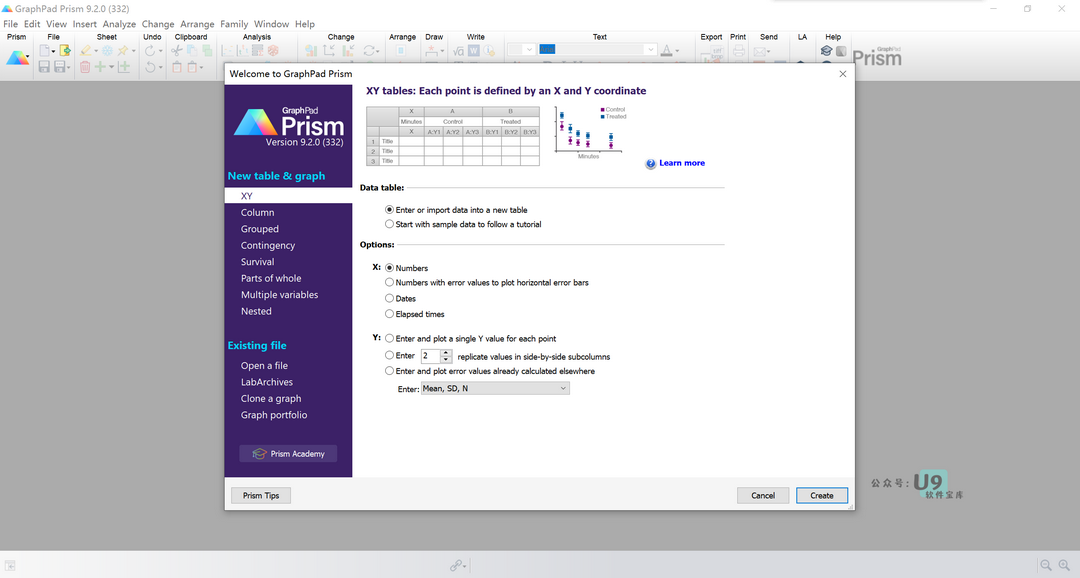 GraphPad Prism 9.2.0 (332)
File Edit View Insert Analyze Change Arrange Family Window Help
Prism File Sheet Undo Clipboard Analysis Change Arrange Draw Write Text Export Print Send LA Help
GraphPad
Prism
Welcome to GraphPad Prism
GraphPad
Prism
Version 9.2.0 (332)
New table & graph
XY
Column
Grouped
Contingency
Survival
Parts of whole
Multiple variables
Nested
Existing file
Open a file
LabArchives
Clone a graph
Graph portfolio
Prism Academy
XY tables: Each point is defined by an X and Y coordinate
X A B
Minutes Control Treated
X A:Y1 A:Y2 A:Y3 B:Y1 B:Y2 B:Y3
1 Title
2 Title
3 Title
Control
Treated
Minutes
? Learn more
Data table:
Enter or import data into a new table
Start with sample data to follow a tutorial
Options:
X: Numbers
Numbers with error values to plot horizontal error bars
Dates
Elapsed times
Y: Enter and plot a single Y value for each point
Enter 2 replicate values in side-by-side subcolumns
Enter and plot error values already calculated elsewhere
Enter: Mean, SD, N
Prism Tips
Cancel
Create
公众号：U9
软件宝库